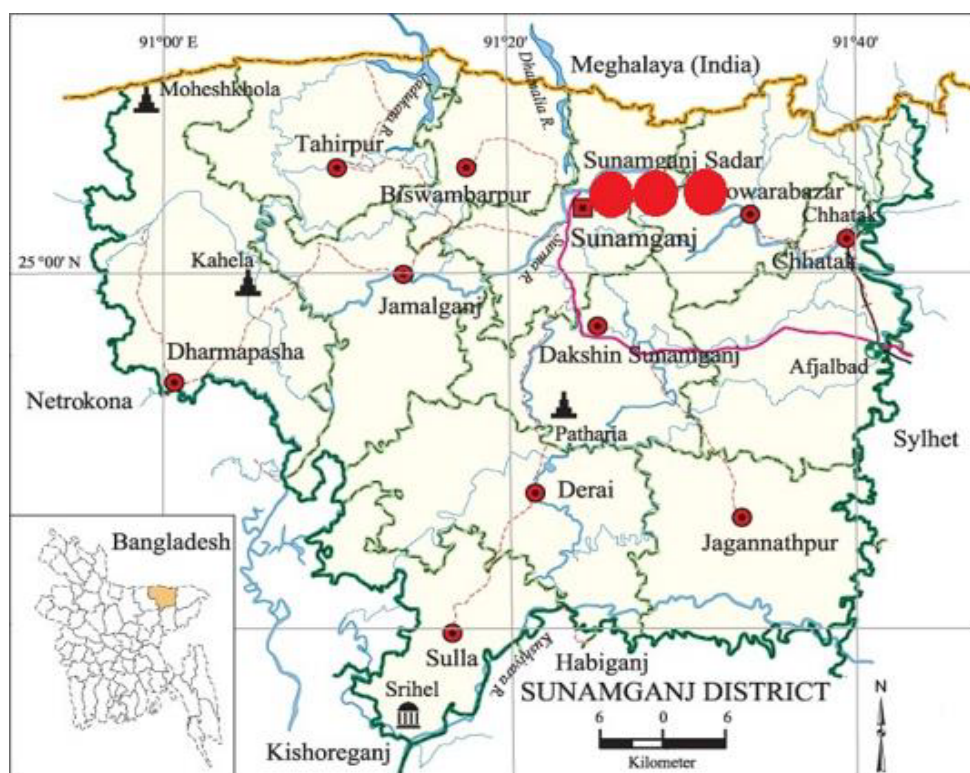 91°00' E
91°20'
91°40'
Meghalaya (India)
Moheshkhola
Jadukata R.
Dhamalia R.
Tahirpur
Biswambarpur
Sunamganj Sadar
owarabazar
Chhatak
Sunamganj
Surma R.
Chhatak
25°00' N
Kahela
Jamalganj
Dharmapasha
Dakshin Sunamganj
Afjalbad
Netrokona
Patharia
Sylhet
Derai
Jagannathpur
Bangladesh
Sulla
Kushiyara R.
Habiganj
Srihel
SUNAMGANJ DISTRICT
N
Kishoreganj
6 0 6
Kilometer